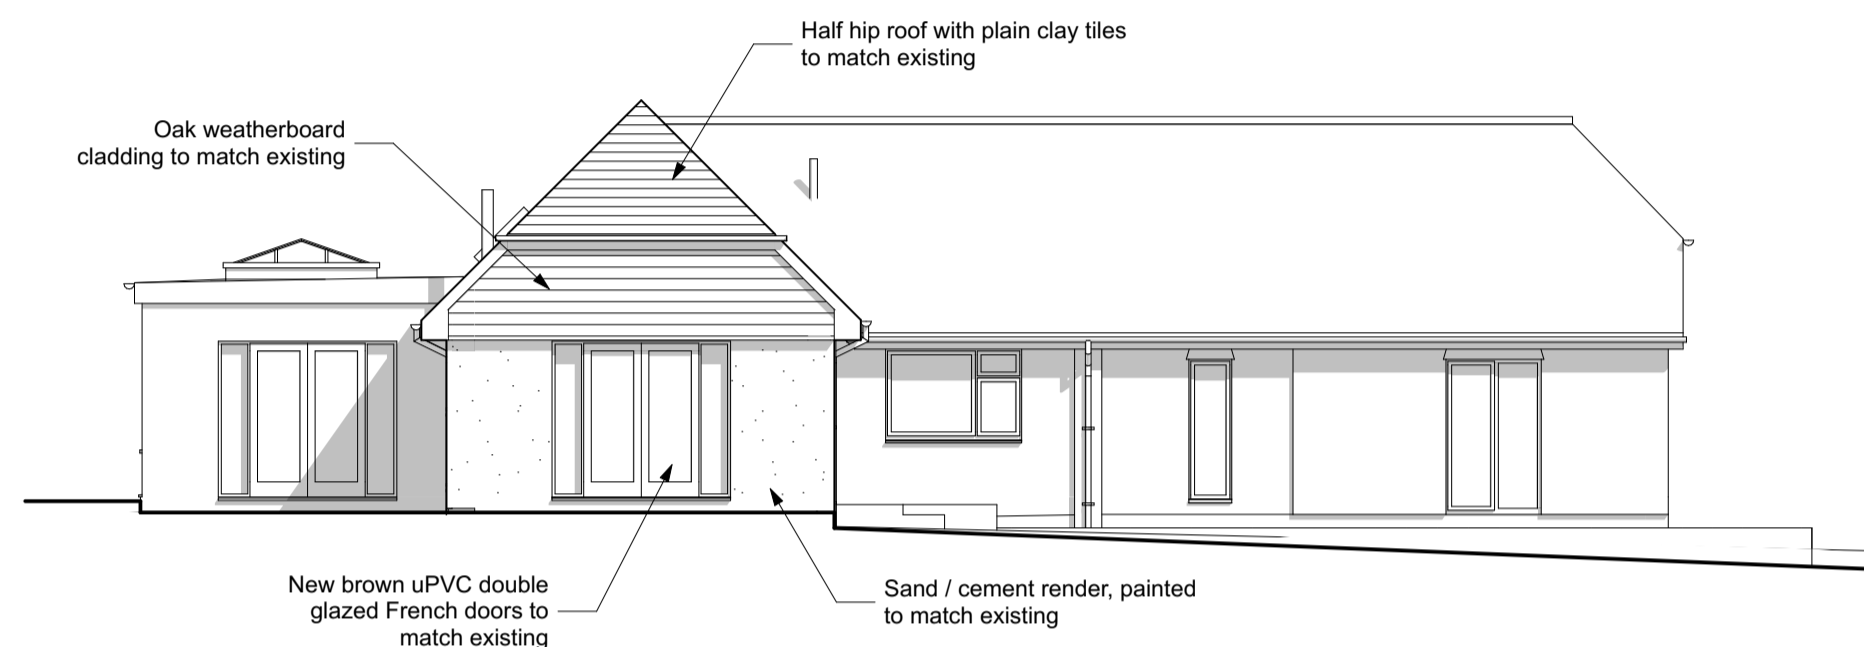 Half hip roof with plain clay tiles
to match existing
Oak weatherboard
cladding to match existing
New brown uPVC double
glazed French doors to
match existing
Sand / cement render, painted
to match existing